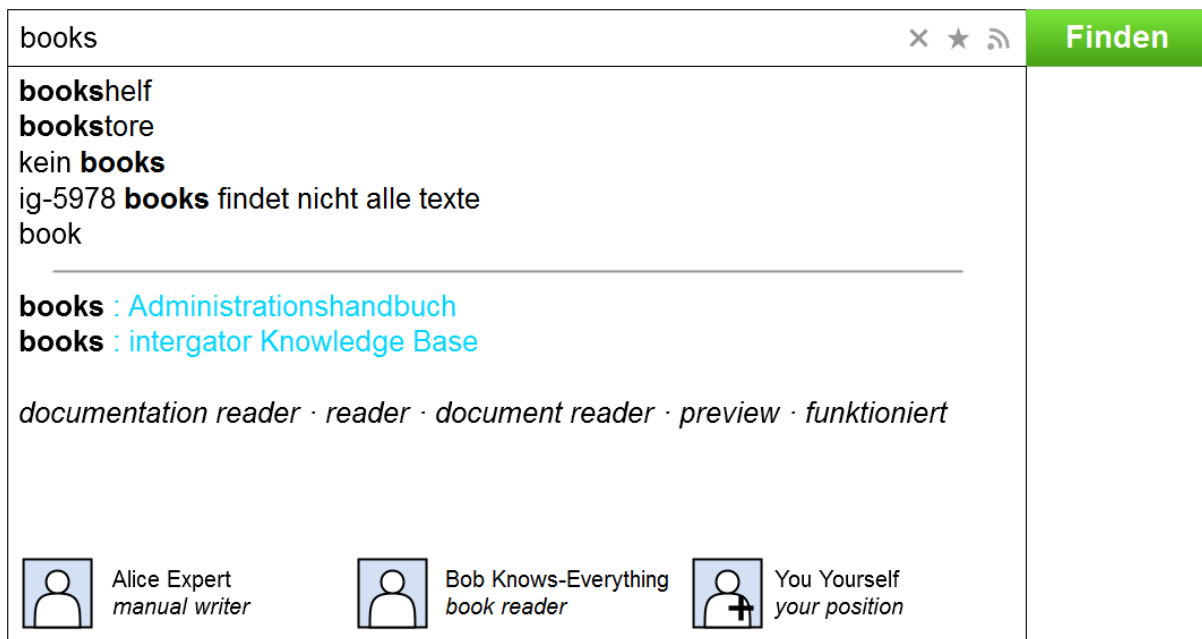 books
Finden
bookshelf
bookstore
kein books
ig-5978 books findet nicht alle texte
book
books : Administrationshandbuch
books : intergator Knowledge Base
documentation reader · reader · document reader · preview · funktioniert
Alice Expert
manual writer
Bob Knows-Everything
book reader
You Yourself
your position